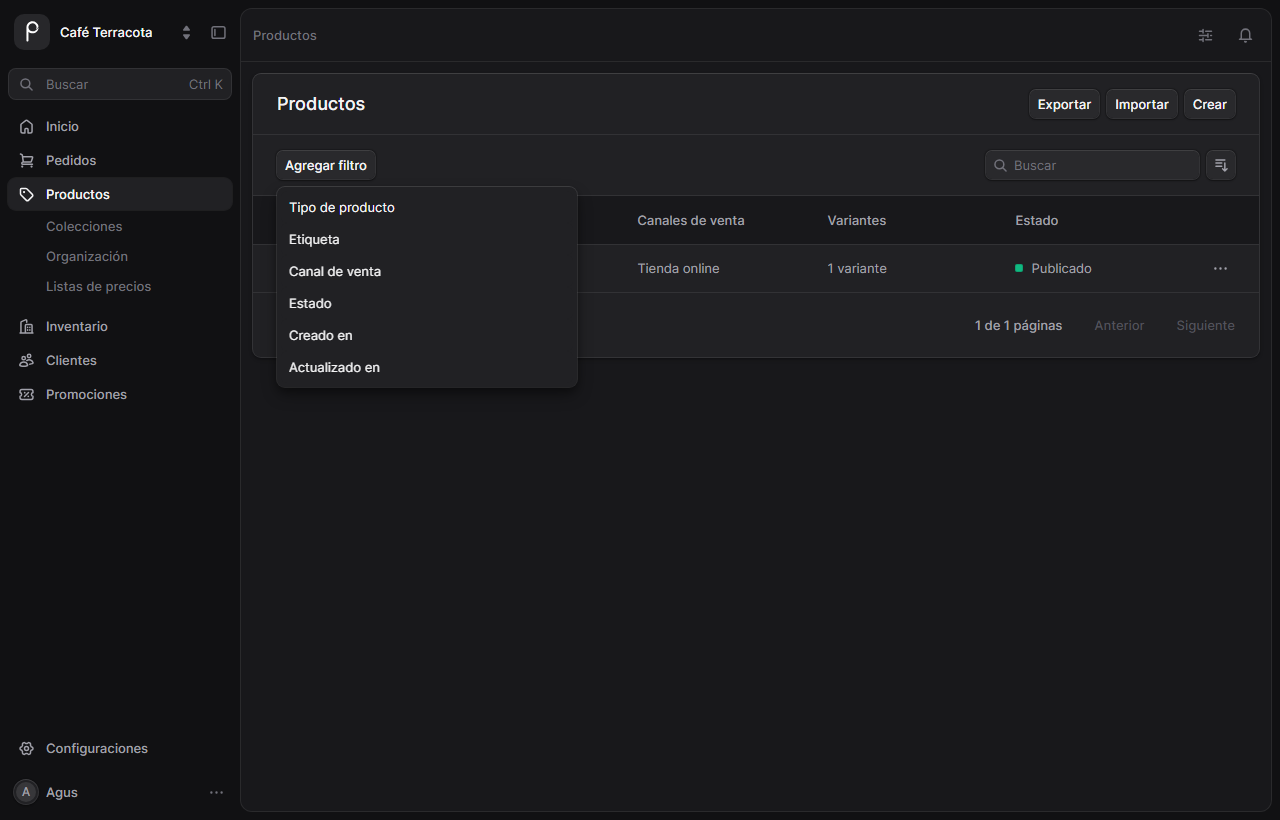 Café Terracota
Buscar Ctrl K
Inicio
Pedidos
Productos
Colecciones
Organización
Listas de precios
Inventario
Clientes
Promociones
Configuraciones
A Agus
Productos
Productos
Exportar Importar Crear
Agregar filtro
Buscar
Tipo de producto
Etiqueta
Canal de venta
Estado
Creado en
Actualizado en
Canales de venta Variantes Estado
Tienda online 1 variante Publicado
1 de 1 páginas Anterior Siguiente